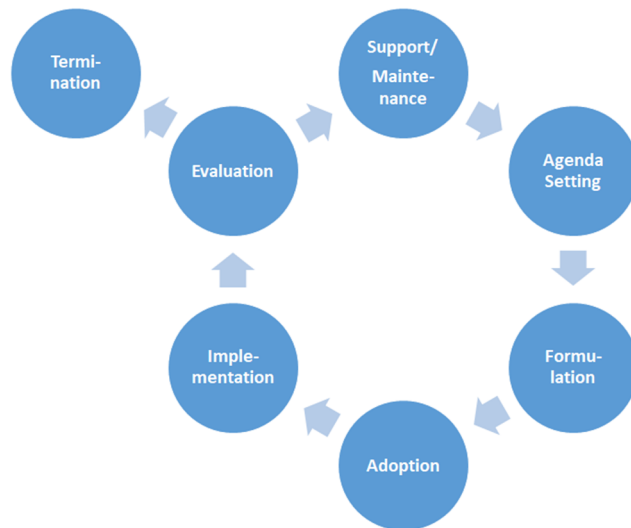 Support/
Mainte-
nance
Termi-
nation
Evaluation
Agenda
Setting
Imple-
mentation
Formu-
lation
Adoption